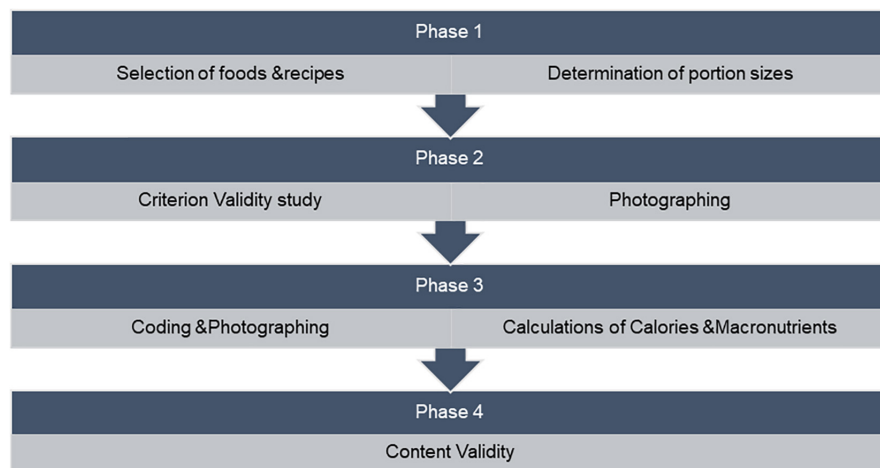 Phase 1
Selection of foods &recipes
Determination of portion sizes
Phase 2
Criterion Validity study
Photographing
Phase 3
Coding &Photographing
Calculations of Calories &Macronutrients
Phase 4
Content Validity